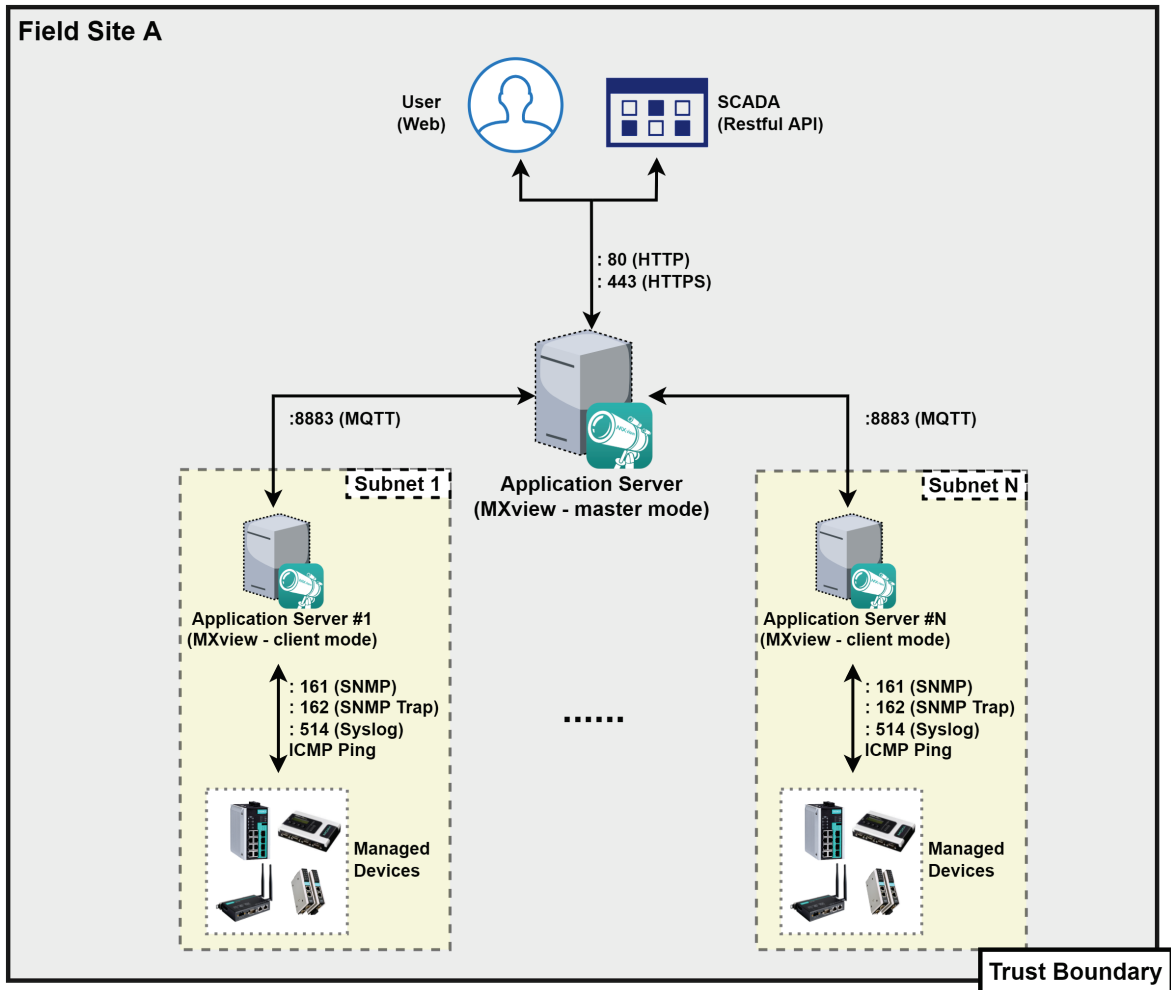 Field Site A
User
(Web)
SCADA
(Restful API)
: 80 (HTTP)
: 443 (HTTPS)
:8883 (MQTT)
:8883 (MQTT)
Subnet 1
Application Server
(MXview - master mode)
Subnet N
Application Server #1
(MXview - client mode)
Application Server #N
(MXview - client mode)
: 161 (SNMP)
: 162 (SNMP Trap)
: 514 (Syslog)
ICMP Ping
......
: 161 (SNMP)
: 162 (SNMP Trap)
: 514 (Syslog)
ICMP Ping
Managed
Devices
Managed
Devices
Trust Boundary